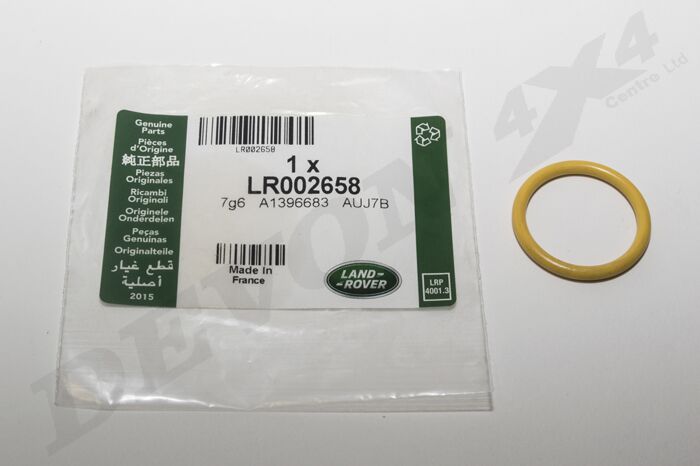 Genuine
Parts
Pièces
d'Origine
純正部品
Piezas
Originales
Ricambi
Originali
Originele
Onderdelen
Peças
Genuinas
Originalteile
قطع غيار
أصلية
2015
LR002658
1 x
LR002658
7g6 A1396683 AUJ7B
Made In
France
LAND-
-ROVER
LRP
4001.3
DEVON 4X4
Centre Ltd